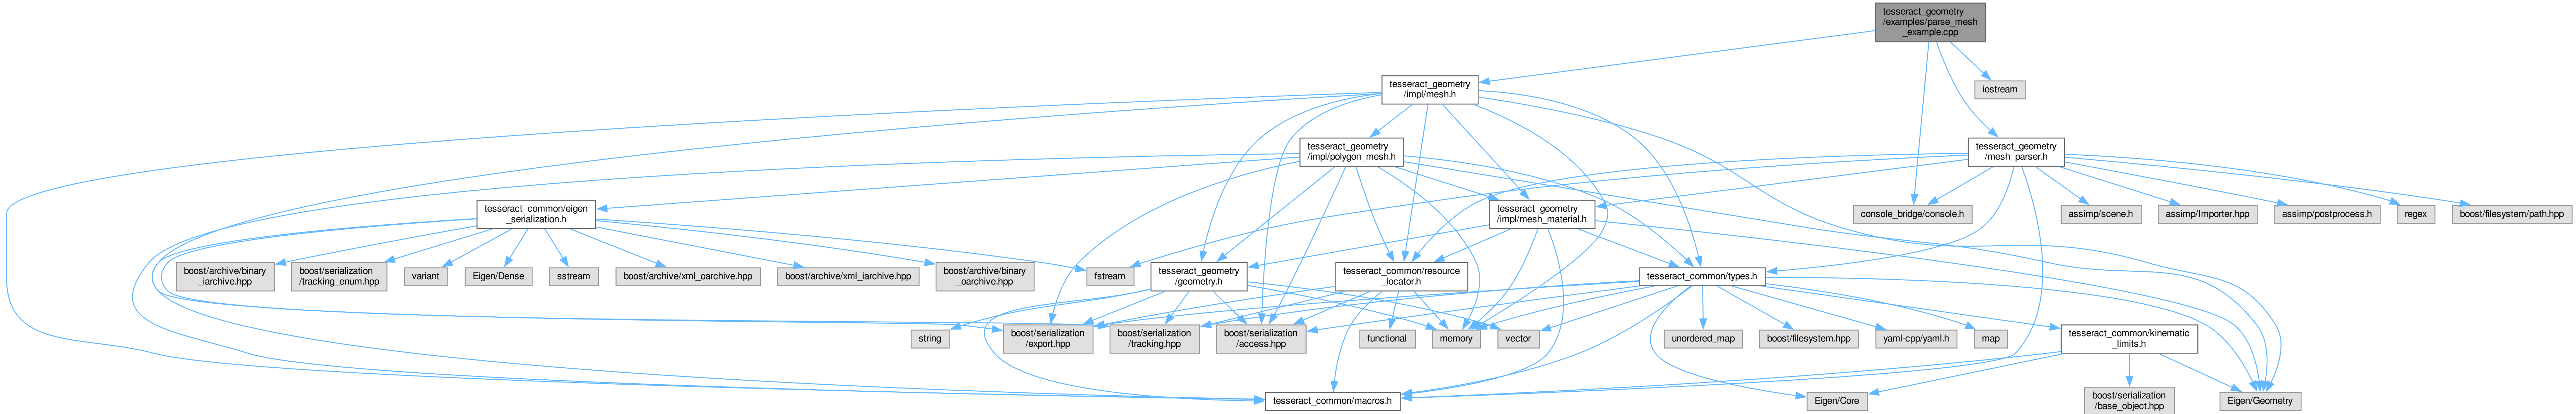 tesseract_geometry
/examples/parse_mesh
_example.cpp
tesseract_geometry
/impl/mesh.h
iostream
tesseract_geometry
/impl/polygon_mesh.h
tesseract_geometry
/mesh_parser.h
tesseract_common/eigen
_serialization.h
tesseract_geometry
/impl/mesh_material.h
console_bridge/console.h
assimp/scene.h
assimp/Importer.hpp
assimp/postprocess.h
regex
boost/filesystem/path.hpp
boost/archive/binary
_iarchive.hpp
boost/serialization
/tracking_enum.hpp
variant
Eigen/Dense
sstream
boost/archive/xml_oarchive.hpp
boost/archive/xml_iarchive.hpp
boost/archive/binary
_oarchive.hpp
fstream
tesseract_geometry
/geometry.h
tesseract_common/resource
_locator.h
tesseract_common/types.h
string
boost/serialization
/export.hpp
boost/serialization
/tracking.hpp
boost/serialization
/access.hpp
functional
memory
vector
unordered_map
boost/filesystem.hpp
yaml-cpp/yaml.h
map
tesseract_common/kinematic
_limits.h
tesseract_common/macros.h
Eigen/Core
boost/serialization
/base_object.hpp
Eigen/Geometry